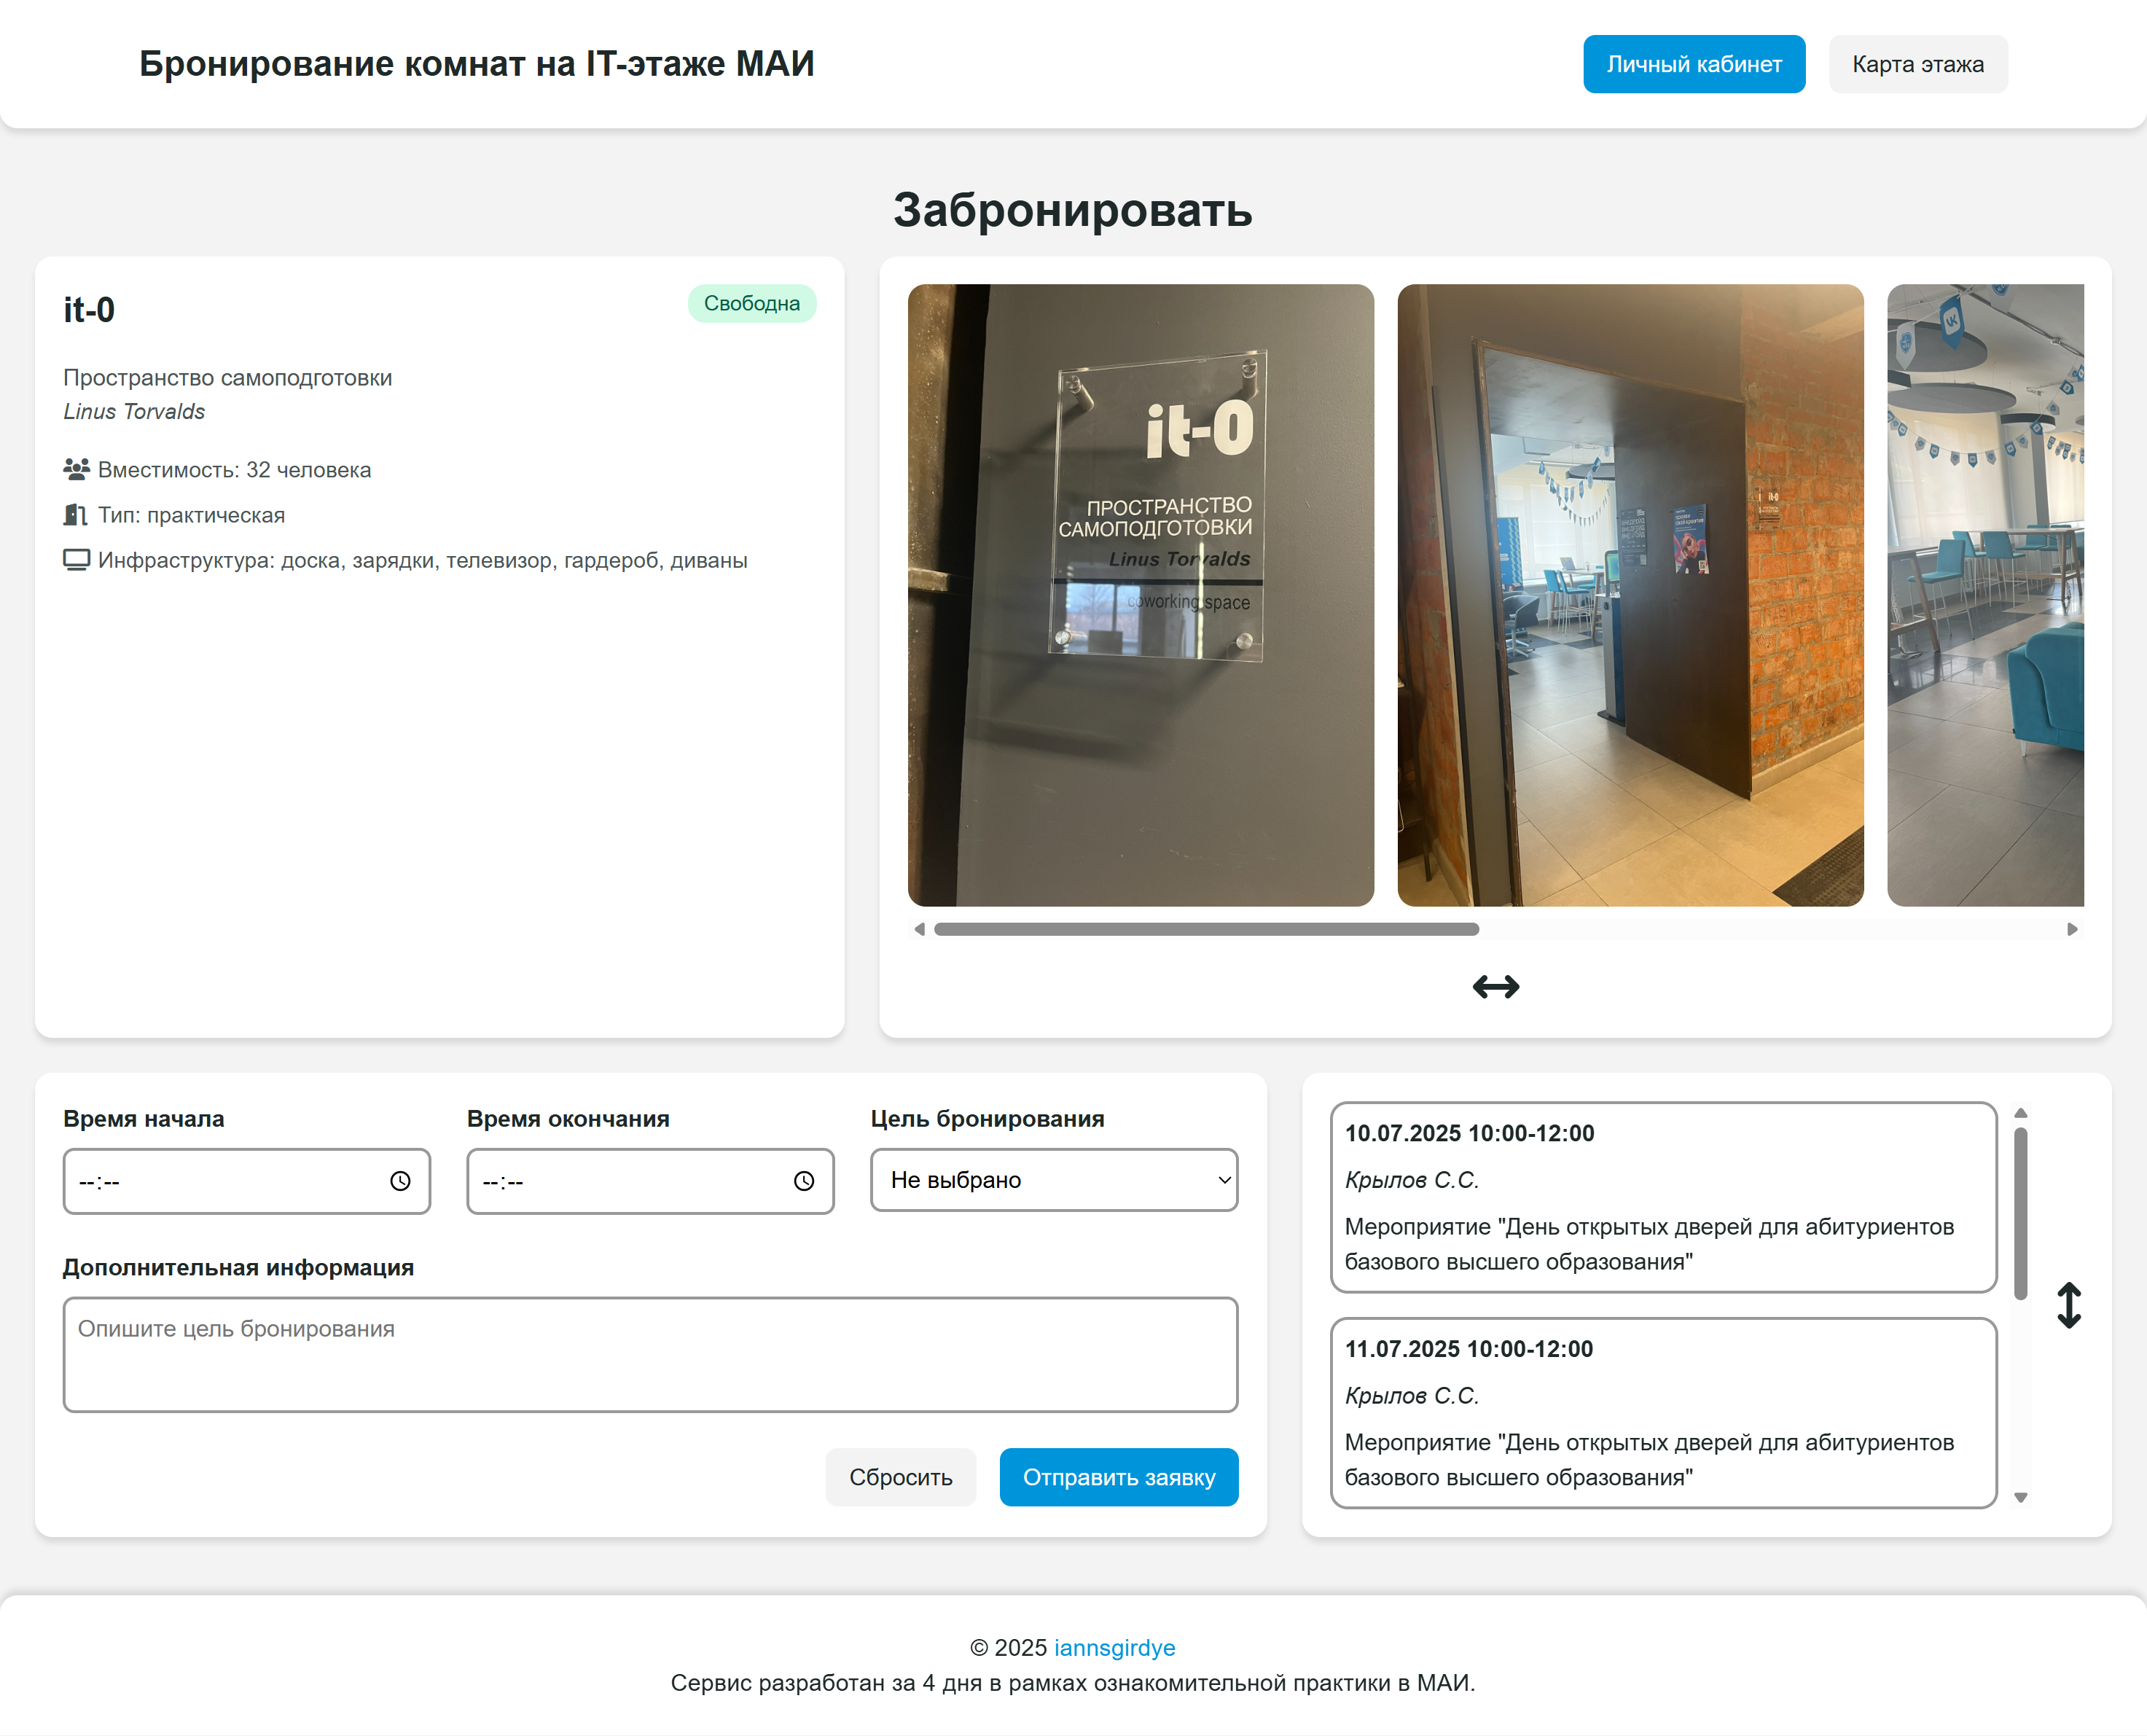 Бронирование комнат на IT-этаже МАИ
Личный кабинет
Карта этажа
Забронировать
it-0
Свободна
Пространство самоподготовки
Linus Torvalds
Вместимость: 32 человека
Тип: практическая
Инфраструктура: доска, зарядки, телевизор, гардероб, диваны
it-0
ПРОСТРАНСТВО
САМОПОДГОТОВКИ
Linus Torvalds
coworking space
Время начала
Время окончания
Цель бронирования
--:--
--:--
Не выбрано
Дополнительная информация
Опишите цель бронирования
Сбросить
Отправить заявку
10.07.2025 10:00-12:00
Крылов С.С.
Мероприятие "День открытых дверей для абитуриентов
базового высшего образования"
11.07.2025 10:00-12:00
Крылов С.С.
Мероприятие "День открытых дверей для абитуриентов
базового высшего образования"
© 2025 iannsgirdye
Сервис разработан за 4 дня в рамках ознакомительной практики в МАИ.